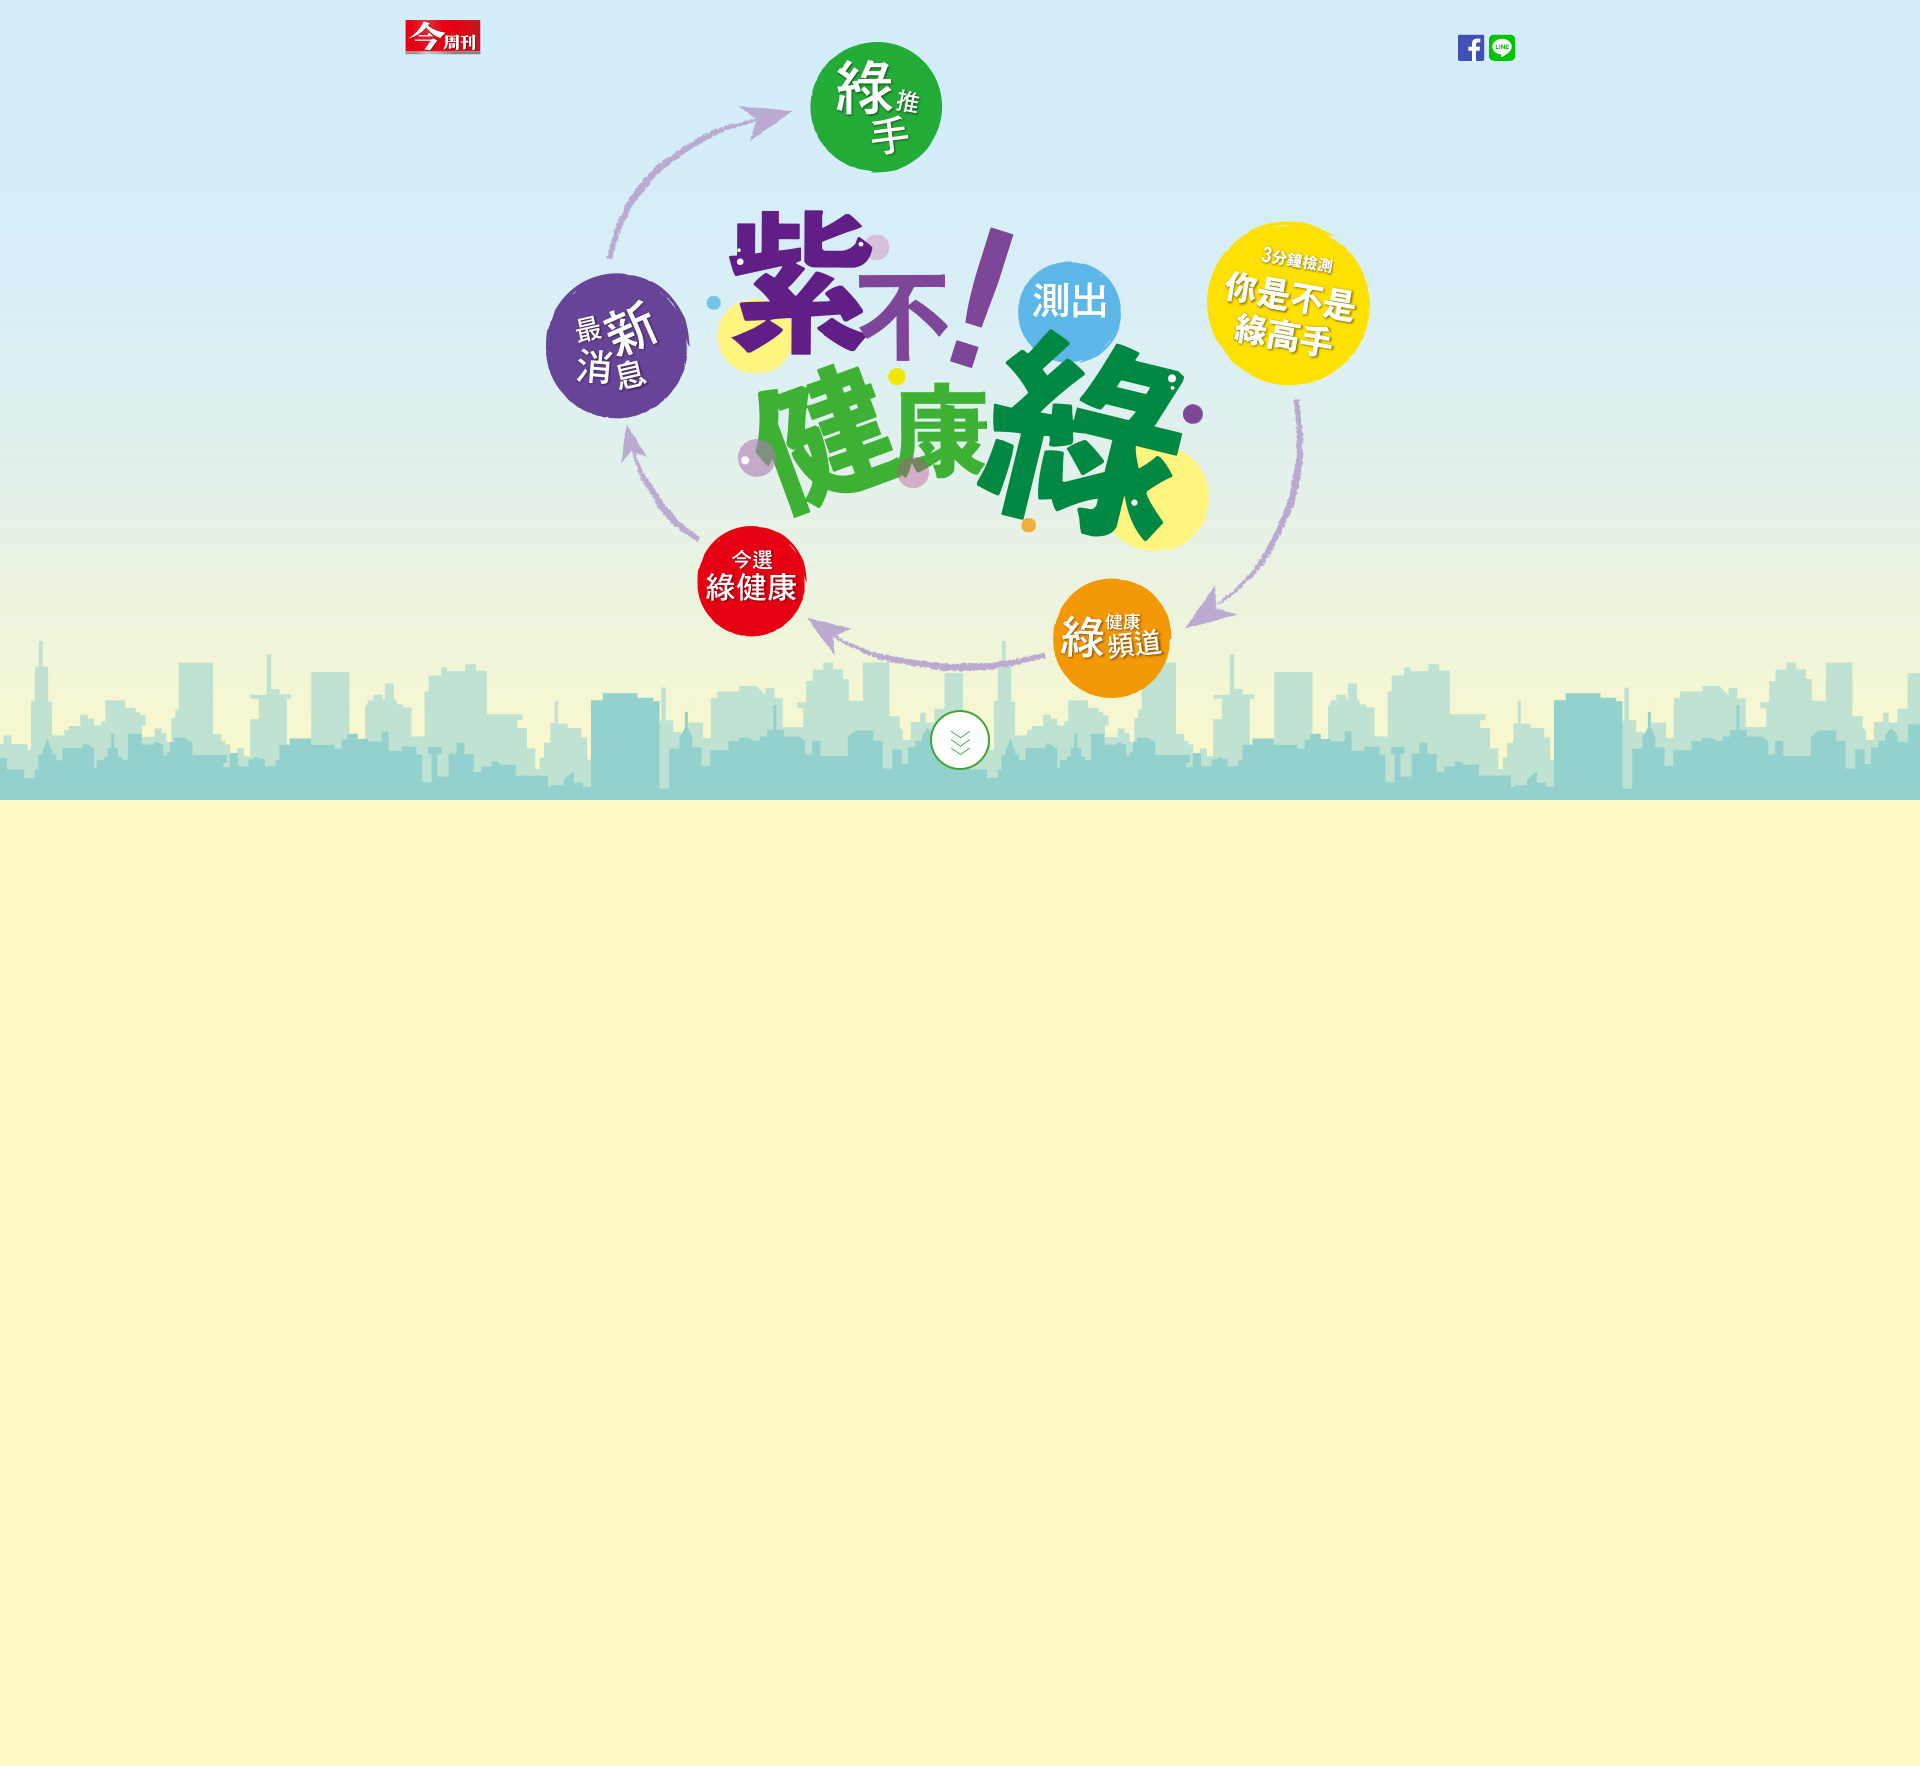 今周刊
LINE
綠推
手
紫不!
測出
健康綠
3分鐘檢測
你是不是
綠高手
最新
消息
今選
綠健康
綠健康
頻道